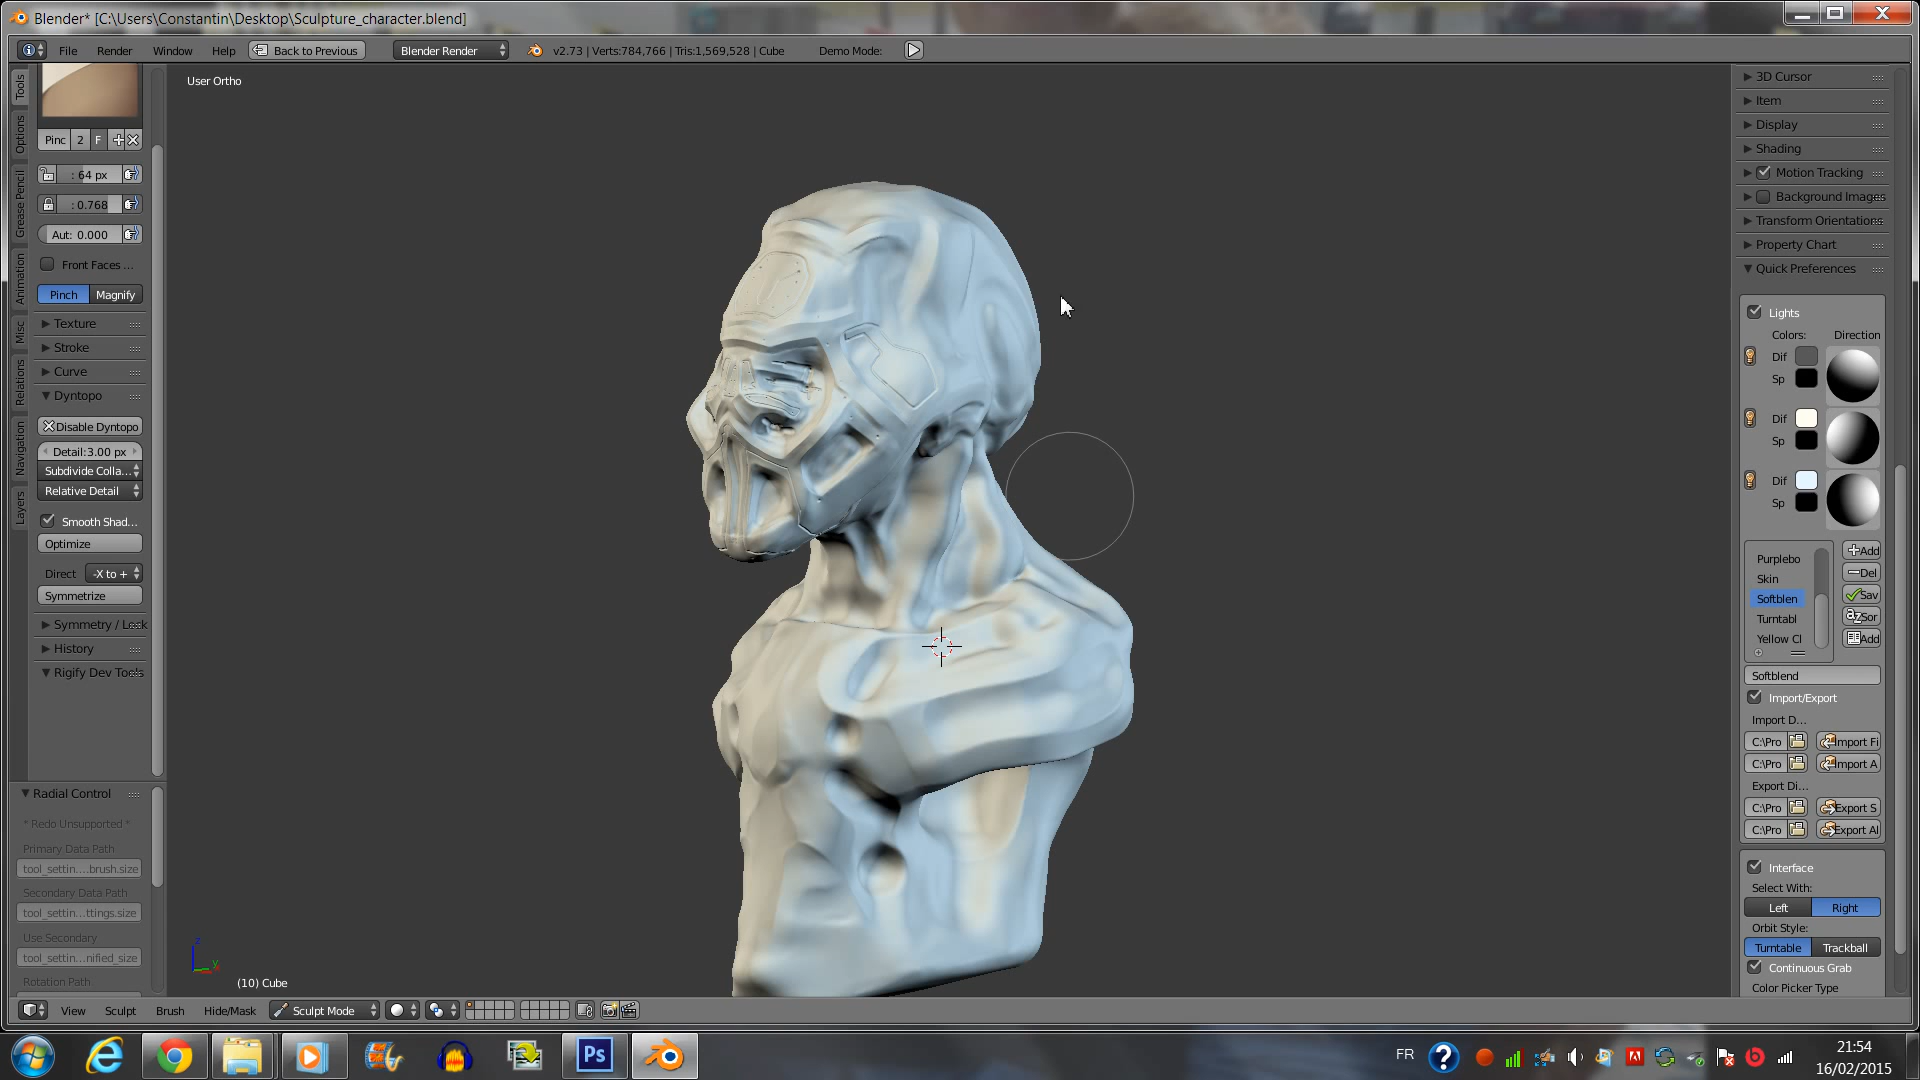 Blender* [C:\Users\Constantin\Desktop\Sculpture_character.blend]
File Render Window Help Back to Previous Blender Render v2.73 | Verts:784,766 | Tris:1,569,528 | Cube Demo Mode:
User Ortho
Tools
Options
Grease Pencil
Animation
Misc
Relations
Navigation
Layers
Pinc 2 F
: 64 px
: 0.768
Aut: 0.000
Front Faces ...
Pinch Magnify
Texture
Stroke
Curve
Dyntopo
Disable Dyntopo
Detail:3.00 px
Subdivide Colla...
Relative Detail
Smooth Shad...
Optimize
Direct -X to +
Symmetrize
Symmetry / Lock
History
Rigify Dev Tools
Radial Control
* Redo Unsupported *
Primary Data Path
tool_settin....brush.size
Secondary Data Path
tool_settin...ttings.size
Use Secondary
tool_settin...nified_size
Rotation Path
z
y
(10) Cube
3D Cursor
Item
Display
Shading
Motion Tracking
Background Images
Transform Orientations
Property Chart
Quick Preferences
Lights
Colors: Direction
Dif
Sp
Dif
Sp
Dif
Sp
Purplebo
Skin
Softblen
Turntabl
Yellow Cl
Add
Del
Sav
Sor
Add
Softblend
Import/Export
Import D...
C:\Pro Import Fi
C:\Pro Import A
Export Di...
C:\Pro Export S
C:\Pro Export Al
Interface
Select With:
Left Right
Orbit Style:
Turntable Trackball
Continuous Grab
Color Picker Type
View Sculpt Brush Hide/Mask Sculpt Mode
Ps
FR
21:54
16/02/2015